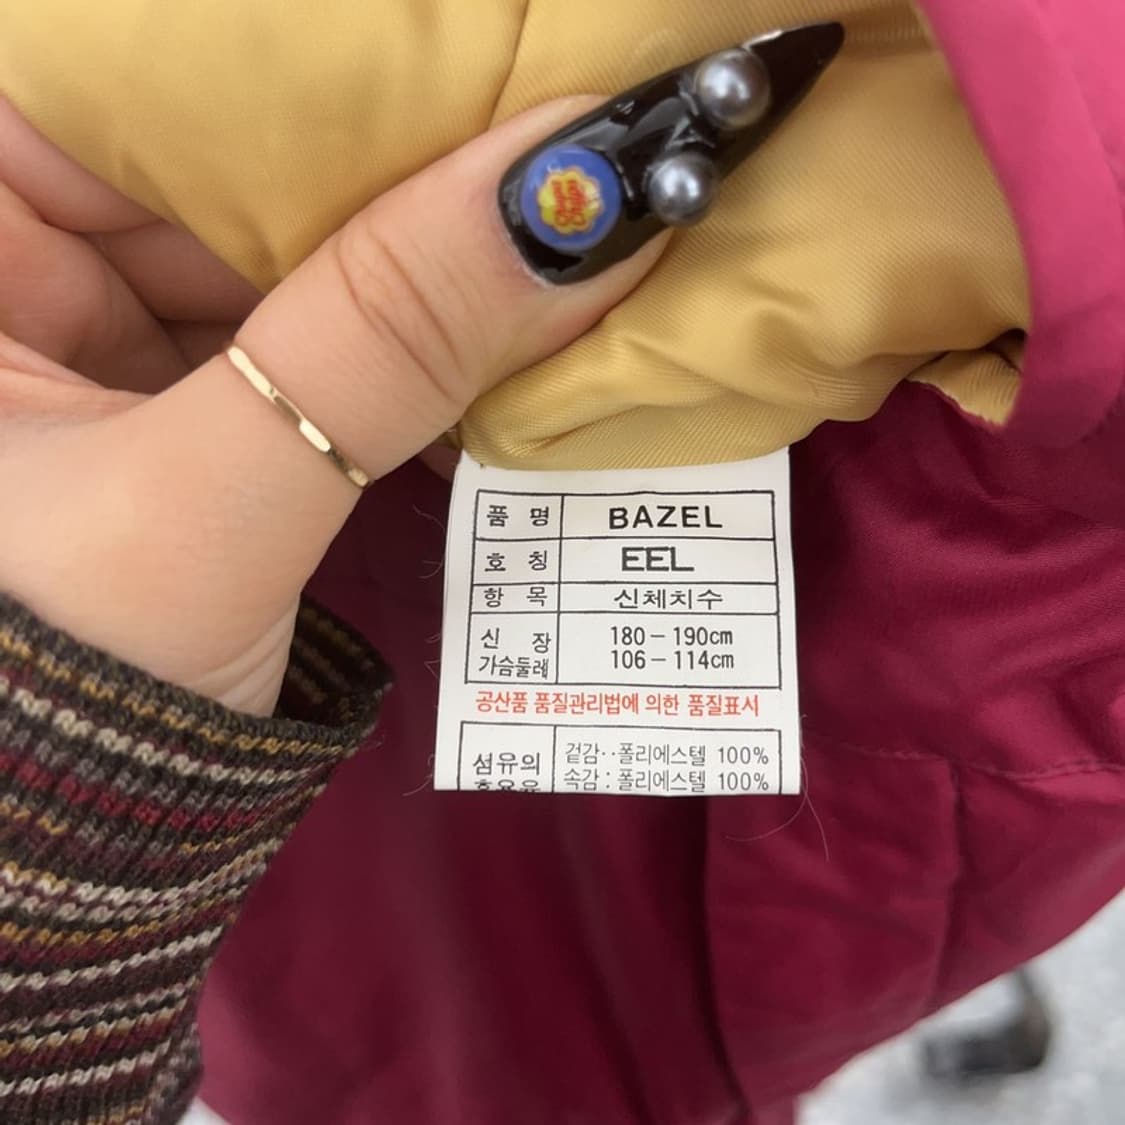 Chupa Chups
품 명 BAZEL
호 칭 EEL
항 목 신체치수
신 장 180-190cm
가슴둘레 106-114cm
공산품 품질관리법에 의한 품질표시
섬유의 겉감··폴리에스텔 100%
속감 : 폴리에스텔 100%